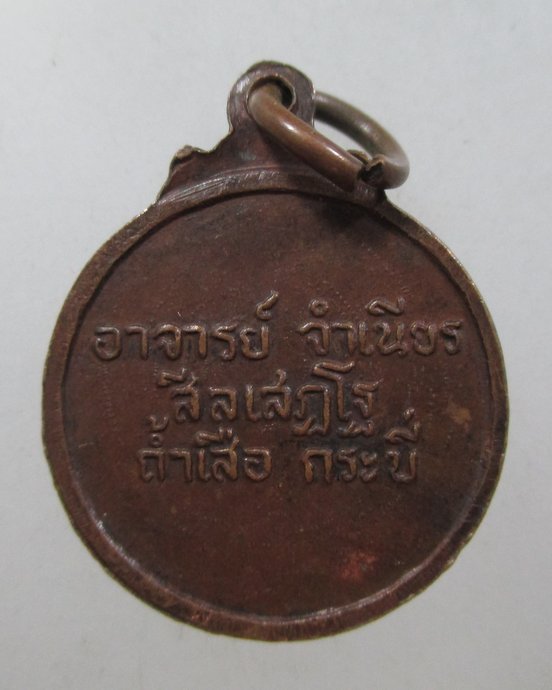 อาจารย์ จำเนียร
สีลเสฏโฐ
ถ้ำเสือ กระบี่